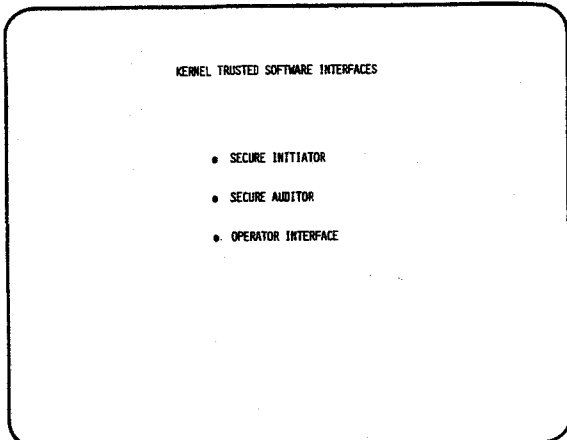 KERNEL TRUSTED SOFTWARE INTERFACES
• SECURE INITIATOR
• SECURE AUDITOR
• OPERATOR INTERFACE